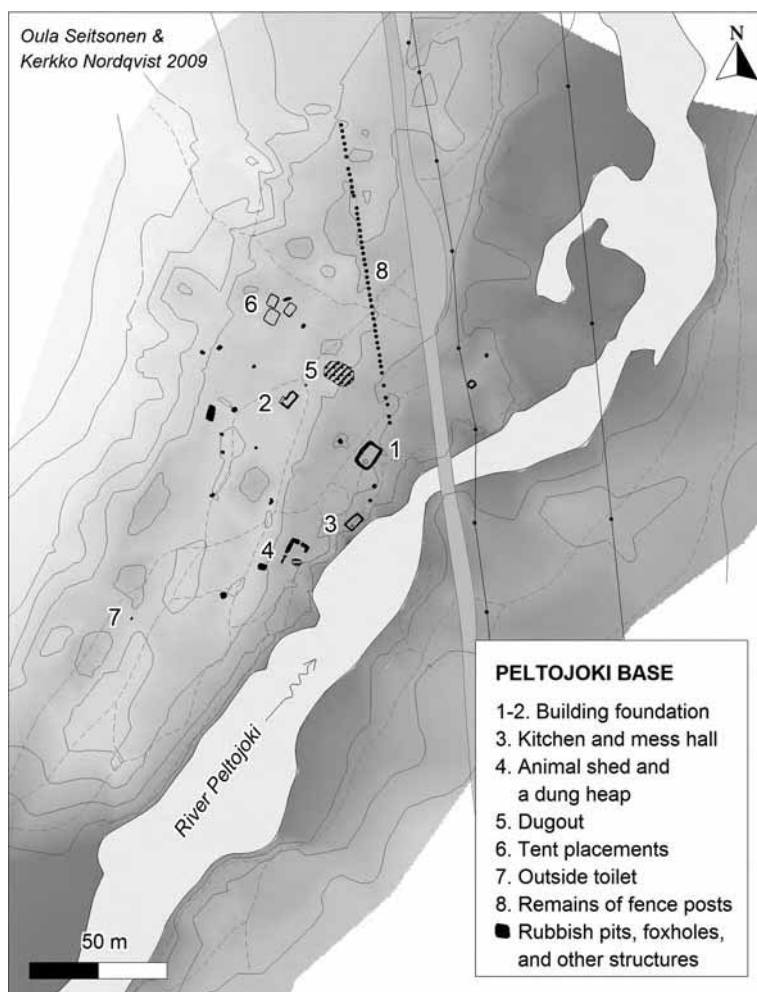 Oula Seitsonen &
Kerkko Nordqvist 2009
N
8
6
5
2
1
3
4
7
River Peltojoki
PELTOJOKI BASE
1-2. Building foundation
3. Kitchen and mess hall
4. Animal shed and
a dung heap
5. Dugout
6. Tent placements
7. Outside toilet
8. Remains of fence posts
Rubbish pits, foxholes,
and other structures
50 m